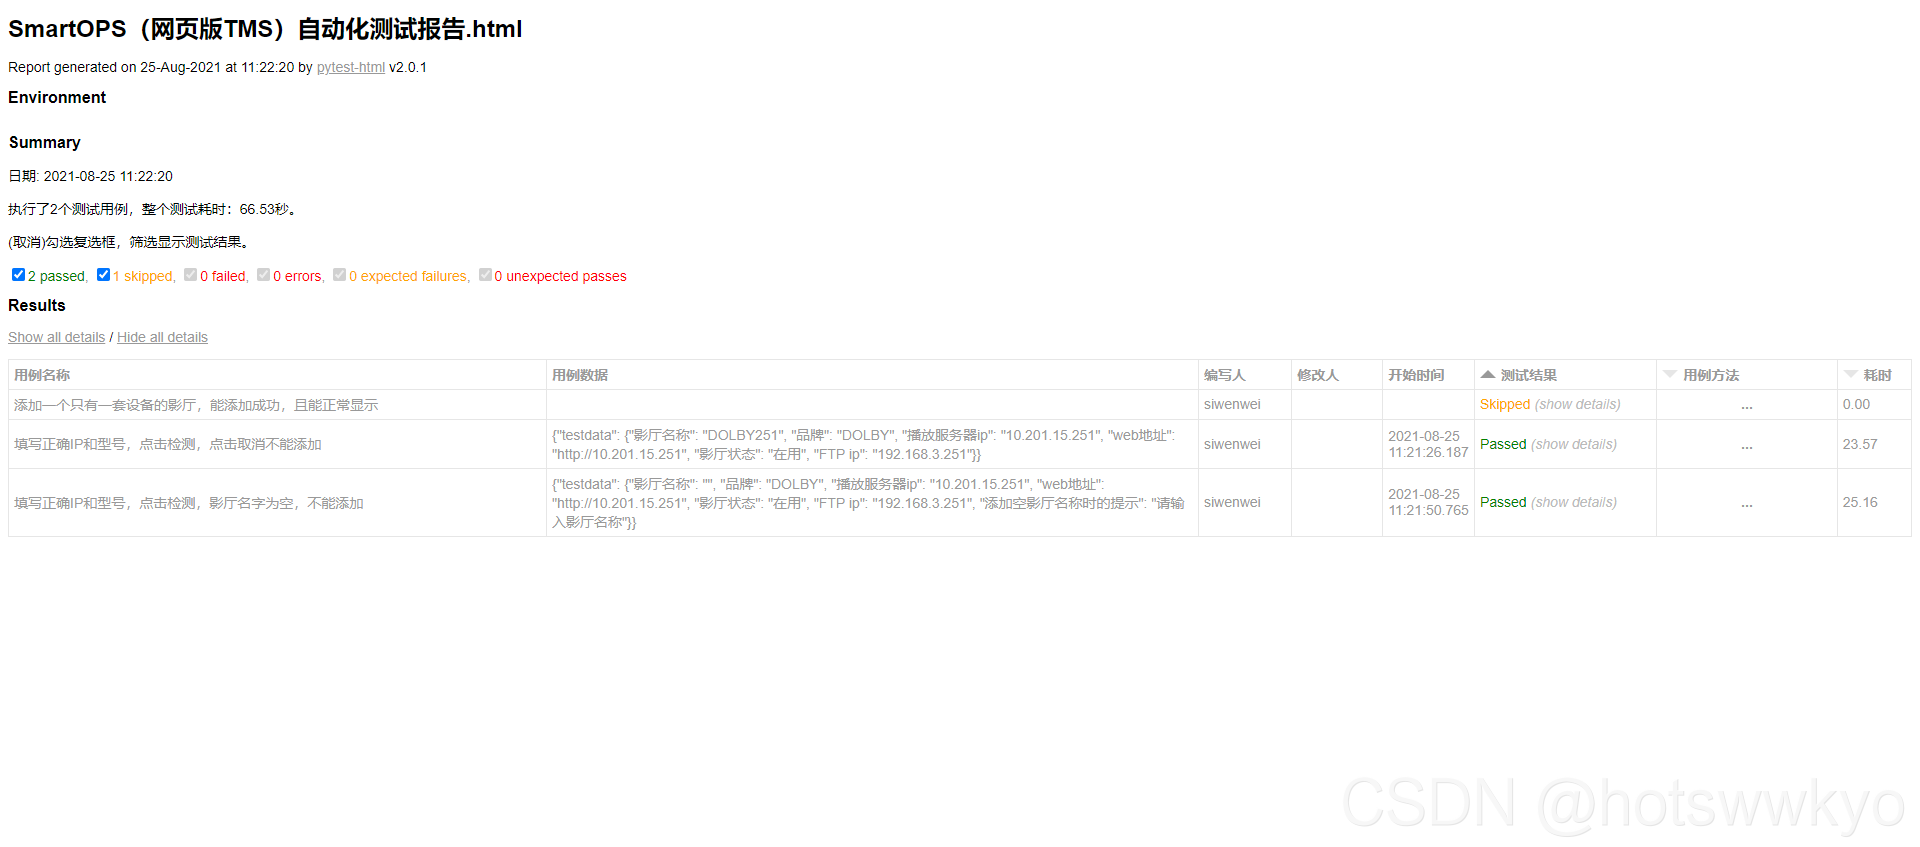 SmartOPS（网页版TMS）自动化测试报告.html
Report generated on 25-Aug-2021 at 11:22:20 by pytest-html v2.0.1
Environment
Summary
日期: 2021-08-25 11:22:20
执行了2个测试用例，整个测试耗时：66.53秒。
(取消)勾选复选框，筛选显示测试结果。
2 passed, 1 skipped, 0 failed, 0 errors, 0 expected failures, 0 unexpected passes
Results
Show all details / Hide all details
用例名称 用例数据 编写人 修改人 开始时间 测试结果 用例方法 耗时
添加一个只有一套设备的影厅，能添加成功，且能正常显示 siwenwei Skipped (show details) ... 0.00
填写正确IP和型号，点击检测，点击取消不能添加
{"testdata": {"影厅名称": "DOLBY251", "品牌": "DOLBY", "播放服务器ip": "10.201.15.251", "web地址":
"http://10.201.15.251", "影厅状态": "在用", "FTP ip": "192.168.3.251"}}
siwenwei
2021-08-25
11:21:26.187
Passed (show details) ... 23.57
填写正确IP和型号，点击检测，影厅名字为空，不能添加
{"testdata": {"影厅名称": "", "品牌": "DOLBY", "播放服务器ip": "10.201.15.251", "web地址":
"http://10.201.15.251", "影厅状态": "在用", "FTP ip": "192.168.3.251", "添加空影厅名称时的提示": "请输
入影厅名称"}}
siwenwei
2021-08-25
11:21:50.765
Passed (show details) ... 25.16
CSDN @hotswwkyo